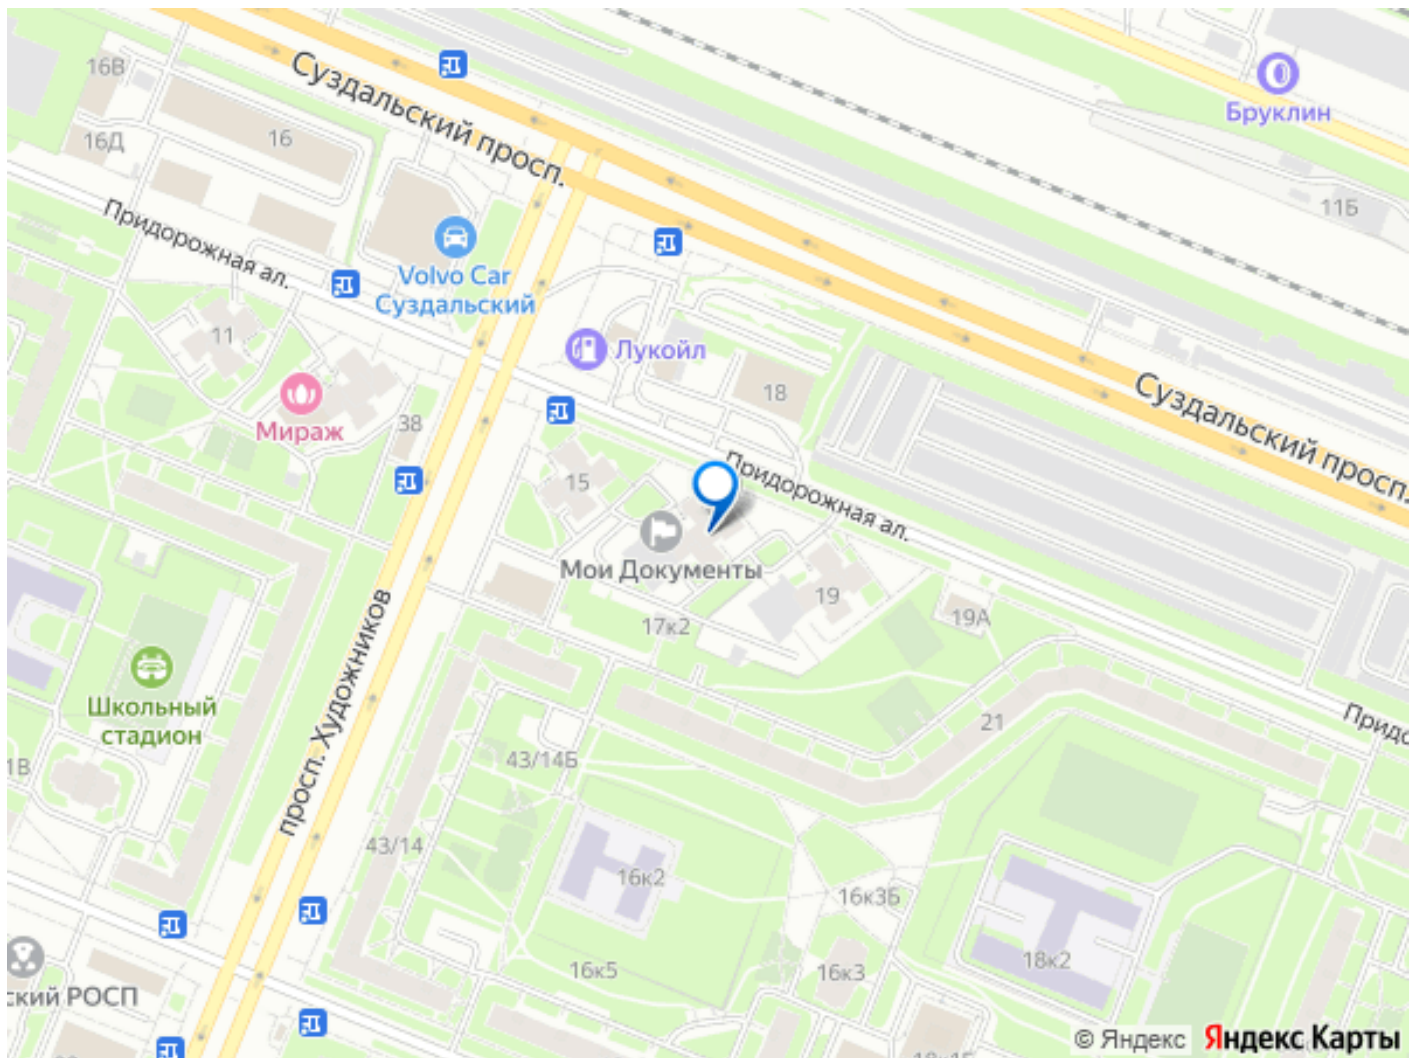 16В
Суздальский просп.
Бруклин
16
16Д
11Б
Придорожная ал.
Volvo Car
Суздальский
11
Лукойл
18
Суздальский просп.
Мираж
38
15
Придорожная ал.
Мои Документы
19
19А
17к2
просп. Художников
Школьный
стадион
21
Придо
1В
43/14Б
43/14
16к2
16к3Б
18к2
16к5
16к3
ский РОСП
© Яндекс Яндекс Карты